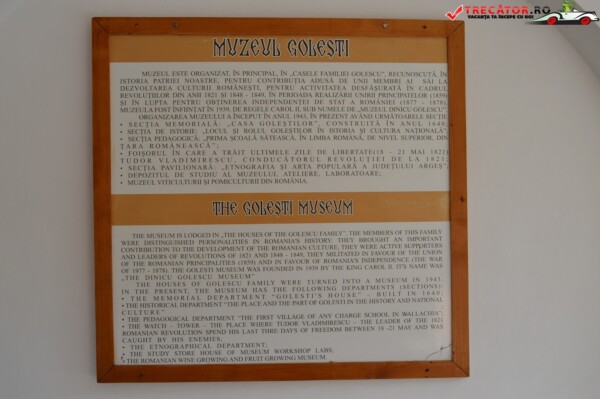 TRECĂTOR.RO
VACANȚA TA ÎNCEPE CU NOI
MUZEUL GOLEȘTI
MUZEUL ESTE ORGANIZAT, ÎN PRINCIPAL, ÎN „CASELE FAMILIEI GOLESCU”, RECUNOSCUTĂ, ÎN
ISTORIA PATRIEI NOASTRE, PENTRU CONTRIBUȚIA ADUSĂ DE UNII MEMBRI AI SĂI LA
DEZVOLTAREA CULTURII ROMÂNEȘTI, PENTRU ACTIVITATEA DESFĂȘURATĂ ÎN CADRUL
REVOLUȚIILOR DIN ANII 1821 ȘI 1848 - 1849, ÎN PERIOADA REALIZĂRII UNIRII PRINCIPATELOR (1859)
ȘI ÎN LUPTA PENTRU OBȚINEREA INDEPENDENȚEI DE STAT A ROMÂNIEI (1877 - 1878).
MUZEUL A FOST ÎNFIINȚAT ÎN 1939, DE REGELE CAROL II, SUB NUMELE DE „MUZEUL DINICU GOLESCU”.
ORGANIZAREA MUZEULUI A ÎNCEPUT ÎN ANUL 1943, ÎN PREZENT AVÂND URMĂTOARELE SECȚII:
• SECȚIA MEMORIALĂ „CASA GOLEȘTILOR”, CONSTRUITĂ ÎN ANUL 1640;
• SECȚIA DE ISTORIE: „LOCUL ȘI ROLUL GOLEȘTILOR ÎN ISTORIA ȘI CULTURA NAȚIONALĂ”;
• SECȚIA PEDAGOGICĂ: „PRIMA ȘCOALĂ SĂTEASCĂ, ÎN LIMBA ROMÂNĂ, DE NIVEL SUPERIOR, DIN
ȚARA ROMÂNEASCĂ”;
• FOIȘORUL ÎN CARE A TRĂIT ULTIMELE ZILE DE LIBERTATE (18 - 21 MAI 1821)
TUDOR VLADIMIRESCU, CONDUCĂTORUL REVOLUȚIEI DE LA 1821;
• SECȚIA PAVILIONARĂ: „ETNOGRAFIA ȘI ARTA POPULARĂ A JUDEȚULUI ARGEȘ”
• DEPOZITUL DE STUDIU AL MUZEULUI, ATELIERE, LABORATOARE;
• MUZEUL VITICULTURII ȘI POMICULTURII DIN ROMÂNIA.
THE GOLEȘTI MUSEUM
THE MUSEUM IS LODGED IN „THE HOUSES OF THE GOLESCU FAMILY”. THE MEMBERS OF THIS FAMILY
WERE DISTINGUISHED PERSONALITIES IN ROMANIA'S HISTORY: THEY BROUGHT AN IMPORTANT
CONTRIBUTION TO THE DEVELOPMENT OF THE ROMANIAN CULTURE, THEY WERE ACTIVE SUPPORTERS
AND LEADERS OF REVOLUTIONS OF 1821 AND 1848 - 1849, THEY MILITATED IN FAVOUR OF THE UNION
OF THE ROMANIAN PRINCIPALITIES (1859) AND IN FAVOUR OF ROMANIA'S INDEPENDENCE (THE WAR
OF 1877 - 1878). THE GOLESTI MUSEUM WAS FOUNDED IN 1939 BY THE KING CAROL II. IT'S NAME WAS
„THE DINICU GOLESCU MUSEUM”
THE HOUSES OF GOLESCU FAMILY WERE TURNED INTO A MUSEUM IN 1943.
IN THE PRESENT, THE MUSEUM HAS THE FOLLOWING DEPARTMENTS (SECTIONS):
• THE MEMORIAL DEPARTMENT “GOLESTI'S HOUSE” - BUILT IN 1640;
• THE HISTORICAL DEPARTMENT “THE PLACE AND THE PART OF GOLESTI IN THE HISTORY AND NATIONAL
CULTURE”
• THE PEDAGOGICAL DEPARTMENT “THE FIRST VILLAGE OF ANY CHARGE SCHOOL IN WALLACHIA”;
• THE WATCH - TOWER - THE PLACE WHERE TUDOR VLADIMIRESCU - THE LEADER OF THE 1821
ROMANIAN REVOLUTION SPEND HIS LAST THREE DAYS OF FREEDOM BETWEEN 18 -21 MAY AND WAS
CAUGHT BY HIS ENEMIES;
• THE ETNOGRAPHICAL DEPARTMENT;
• THE STUDY STORE HOUSE OF MUSEUM WORKSHOP LABS;
• THE ROMANIAN WINE GROWING AND FRUIT GROWING MUSEUM.